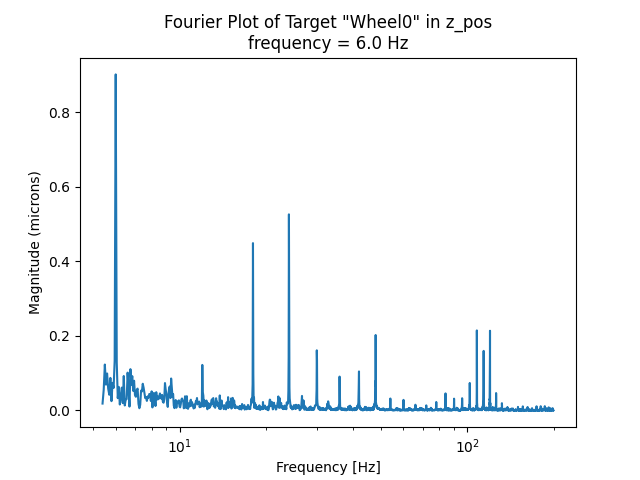 Fourier Plot of Target "Wheel0" in z_pos
frequency = 6.0 Hz
Magnitude (microns)
0.8
0.6
0.4
0.2
0.0
10¹
10²
Frequency [Hz]